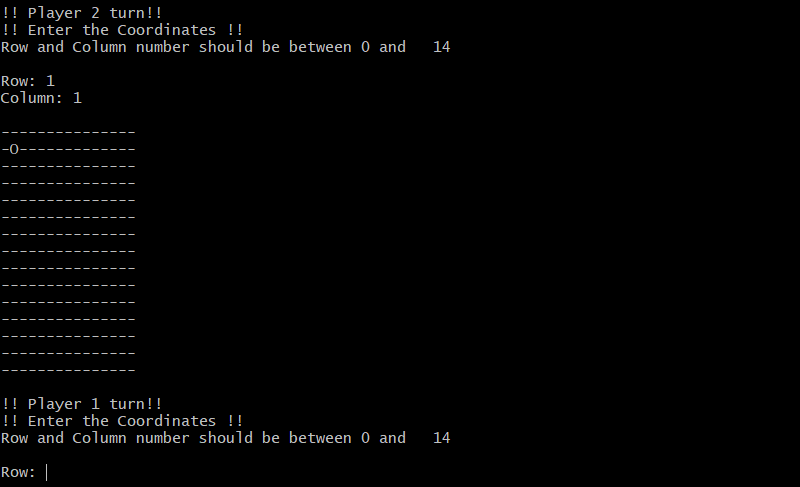 !! Player 2 turn!!
!! Enter the Coordinates !!
Row and Column number should be between 0 and   14
Row: 1
Column: 1
---------------
-O-------------
---------------
---------------
---------------
---------------
---------------
---------------
---------------
---------------
---------------
---------------
---------------
---------------
---------------
!! Player 1 turn!!
!! Enter the Coordinates !!
Row and Column number should be between 0 and   14
Row: